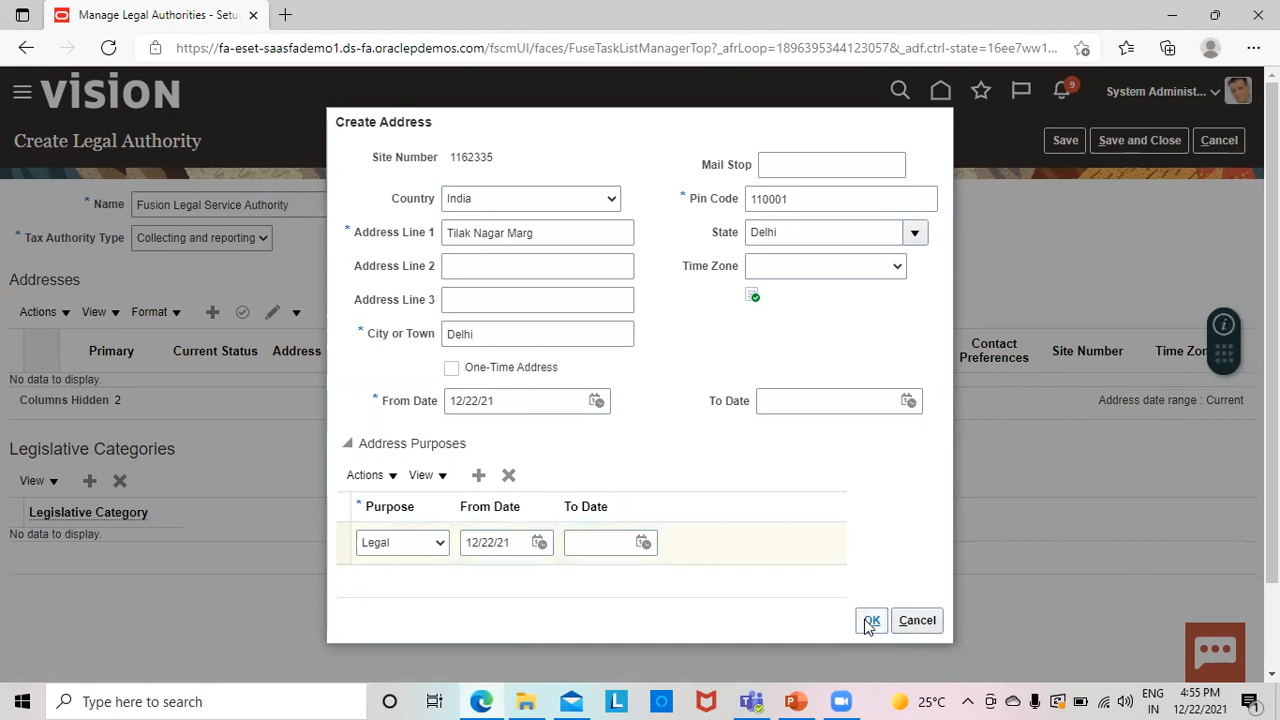 Manage Legal Authorities - Setu
https://fa-eset-saasfademo1.ds-fa.oraclepdemos.com/fscmUI/faces/FuseTaskListManagerTop?_afrLoop=18963953441230578&_adf.ctrl-state=16ee7ww1...
VISION
9
System Administ...
Create Legal Authority
Save
Save and Close
Cancel
* Name Fusion Legal Service Authority
* Tax Authority Type Collecting and reporting
Addresses
Actions View Format
Primary Current Status Address Contact Preferences Site Number Time Zon
No data to display.
Columns Hidden 2
Address date range : Current
Legislative Categories
View
Legislative Category
No data to display.
Create Address
Site Number 1162335
Mail Stop
Country India
* Pin Code 110001
* Address Line 1 Tilak Nagar Marg
State Delhi
Address Line 2
Time Zone
Address Line 3
* City or Town Delhi
One-Time Address
* From Date 12/22/21
To Date
Address Purposes
Actions View
* Purpose From Date To Date
Legal 12/22/21
OK Cancel
Type here to search
25°C
ENG
IN
4:55 PM
12/22/2021
1